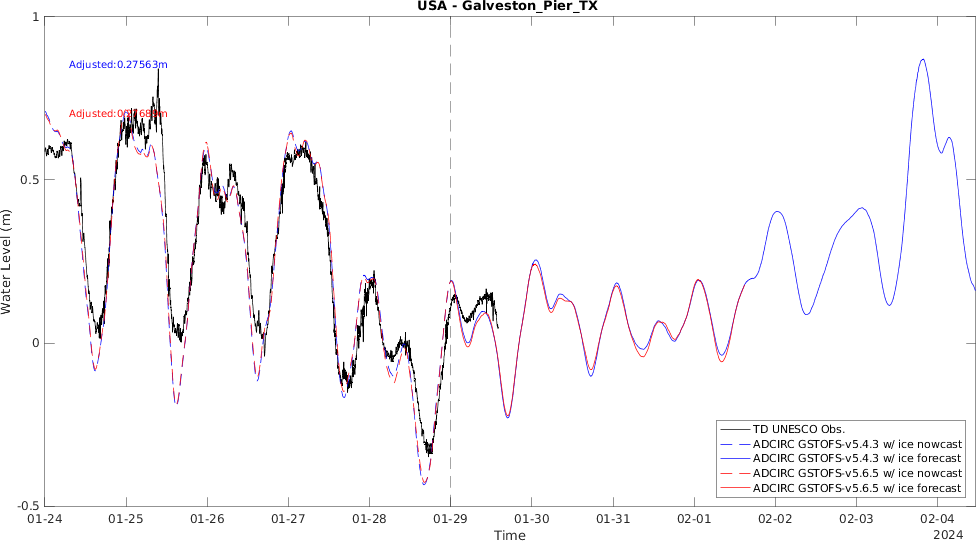 USA - Galveston_Pier_TX
1
Adjusted:0.27563m
0.5
Water Level (m)
0
TD UNESCO Obs.
ADCIRC GSTOFS-v5.4.3 w/ ice nowcast
ADCIRC GSTOFS-v5.4.3 w/ ice forecast
ADCIRC GSTOFS-v5.6.5 w/ ice nowcast
ADCIRC GSTOFS-v5.6.5 w/ ice forecast
-0.5
01-24 01-25 01-26 01-27 01-28 01-29 01-30 01-31 02-01 02-02 02-03 02-04
Time
2024